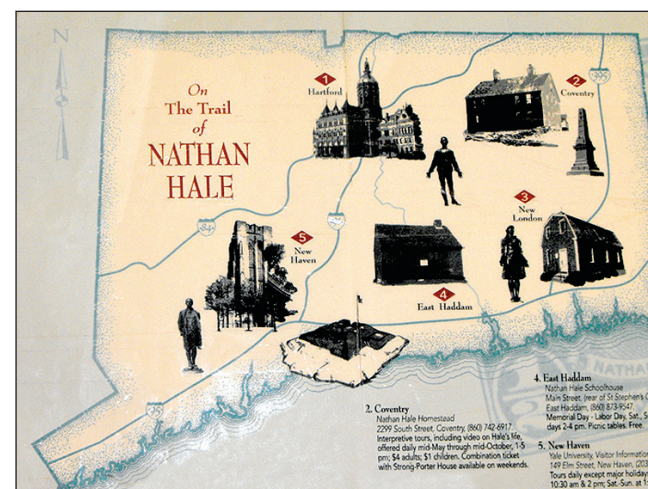 N
On
The Trail
of
NATHAN
HALE
1
Hartford
2
Coventry
395
84
91
5
New
Haven
3
New
London
4
East Haddam
95
NATHAN
2. Coventry
Nathan Hale Homestead
2299 South Street, Coventry, (860) 742-6917.
Interpretive tours, including video on Hale's life,
offered daily mid-May through mid-October, 1-5
pm; $4 adults; $1 children. Combination ticket
with Strong-Porter House available on weekends.
4. East Haddam
Nathan Hale Schoolhouse
Main Street, (rear of St Stephen's
East Haddam, (860) 873-9547.
Memorial Day - Labor Day, Sat., S
days 2-4 pm. Picnic tables. Free
5. New Haven
Yale University, Visitor Information
149 Elm Street, New Haven, (203
Tours daily except major holiday
10:30 am & 2 pm; Sat.-Sun. at 1: